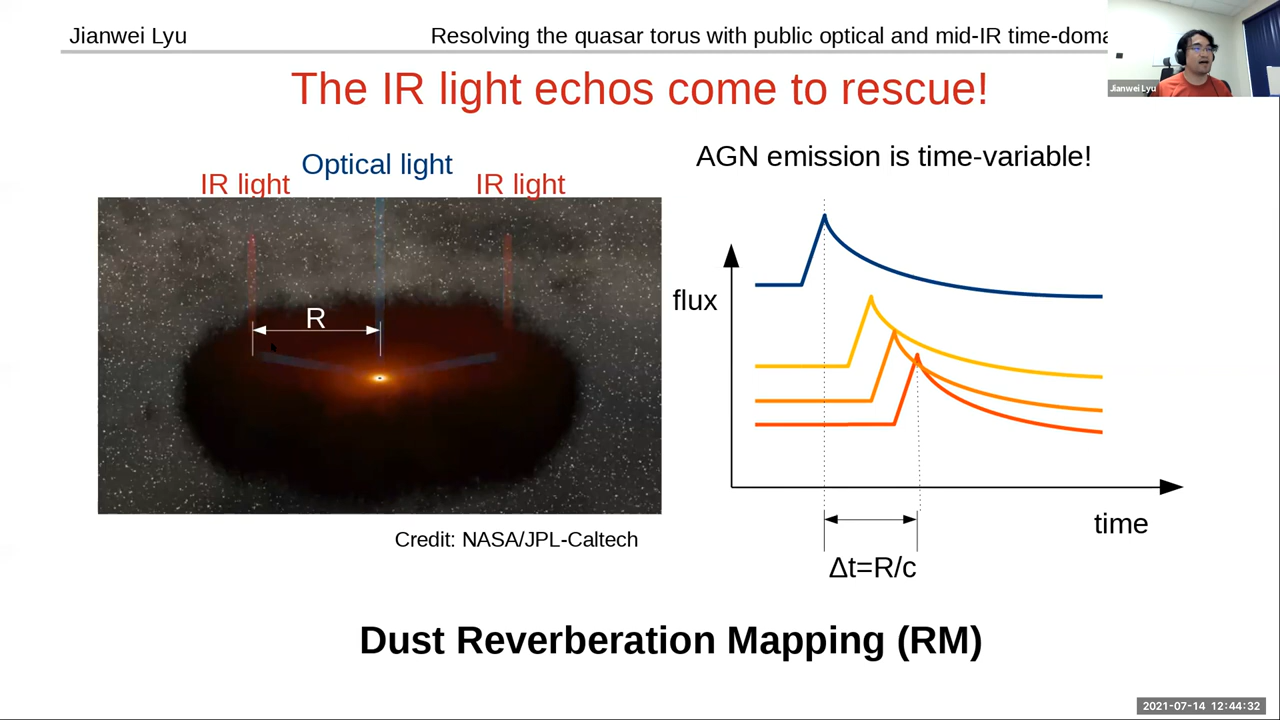 Jianwei Lyu
Resolving the quasar torus with public optical and mid-IR
The IR light echos come to rescue!
Optical light
IR light
IR light
R
Credit: NASA/JPL-Caltech
AGN emission is time-variable!
flux
time
Δt=R/c
Dust Reverberation Mapping (RM)
Jianwei Lyu
2021-07-14 12:44:32